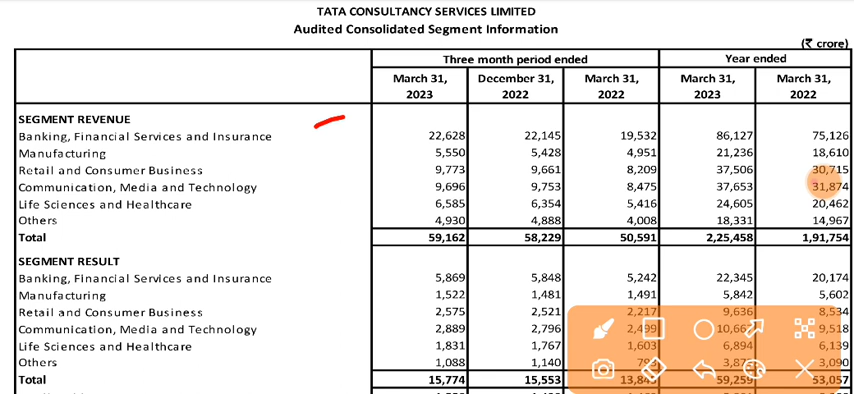 TATA CONSULTANCY SERVICES LIMITED
Audited Consolidated Segment Information
(₹ crore)
Three month period ended Year ended
March 31, 2023 December 31, 2022 March 31, 2022 March 31, 2023 March 31, 2022
SEGMENT REVENUE
Banking, Financial Services and Insurance 22,628 22,145 19,532 86,127 75,126
Manufacturing 5,550 5,428 4,951 21,236 18,610
Retail and Consumer Business 9,773 9,661 8,209 37,506 30,715
Communication, Media and Technology 9,696 9,753 8,475 37,653 31,874
Life Sciences and Healthcare 6,585 6,354 5,416 24,605 20,462
Others 4,930 4,888 4,008 18,331 14,967
Total 59,162 58,229 50,591 2,25,458 1,91,754
SEGMENT RESULT
Banking, Financial Services and Insurance 5,869 5,848 5,242 22,345 20,174
Manufacturing 1,522 1,481 1,491 5,842 5,602
Retail and Consumer Business 2,575 2,521 2,217 9,636 8,534
Communication, Media and Technology 2,889 2,796 2,499 9,518
Life Sciences and Healthcare 1,831 1,767 1,603 6,894 6,139
Others 1,088 1,140 3,090
Total 15,774 15,553 59,259 53,057